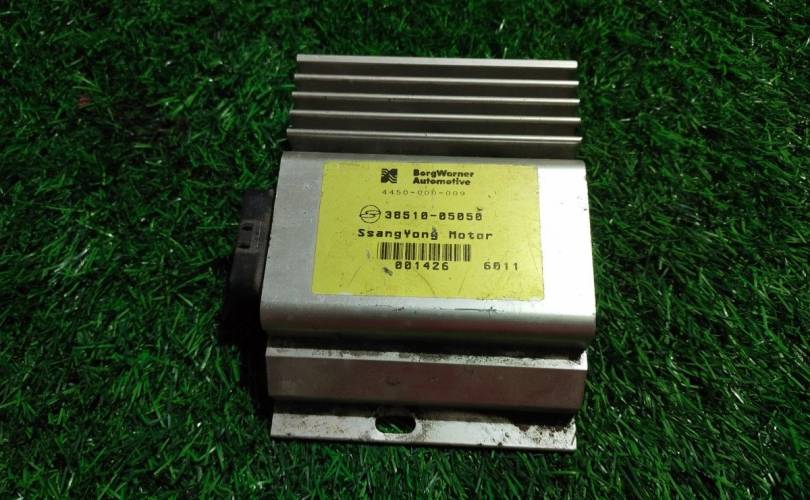 BorgWarner
Automotive
4450-000-009
38510-05050
SsangYong Motor
001426 6011